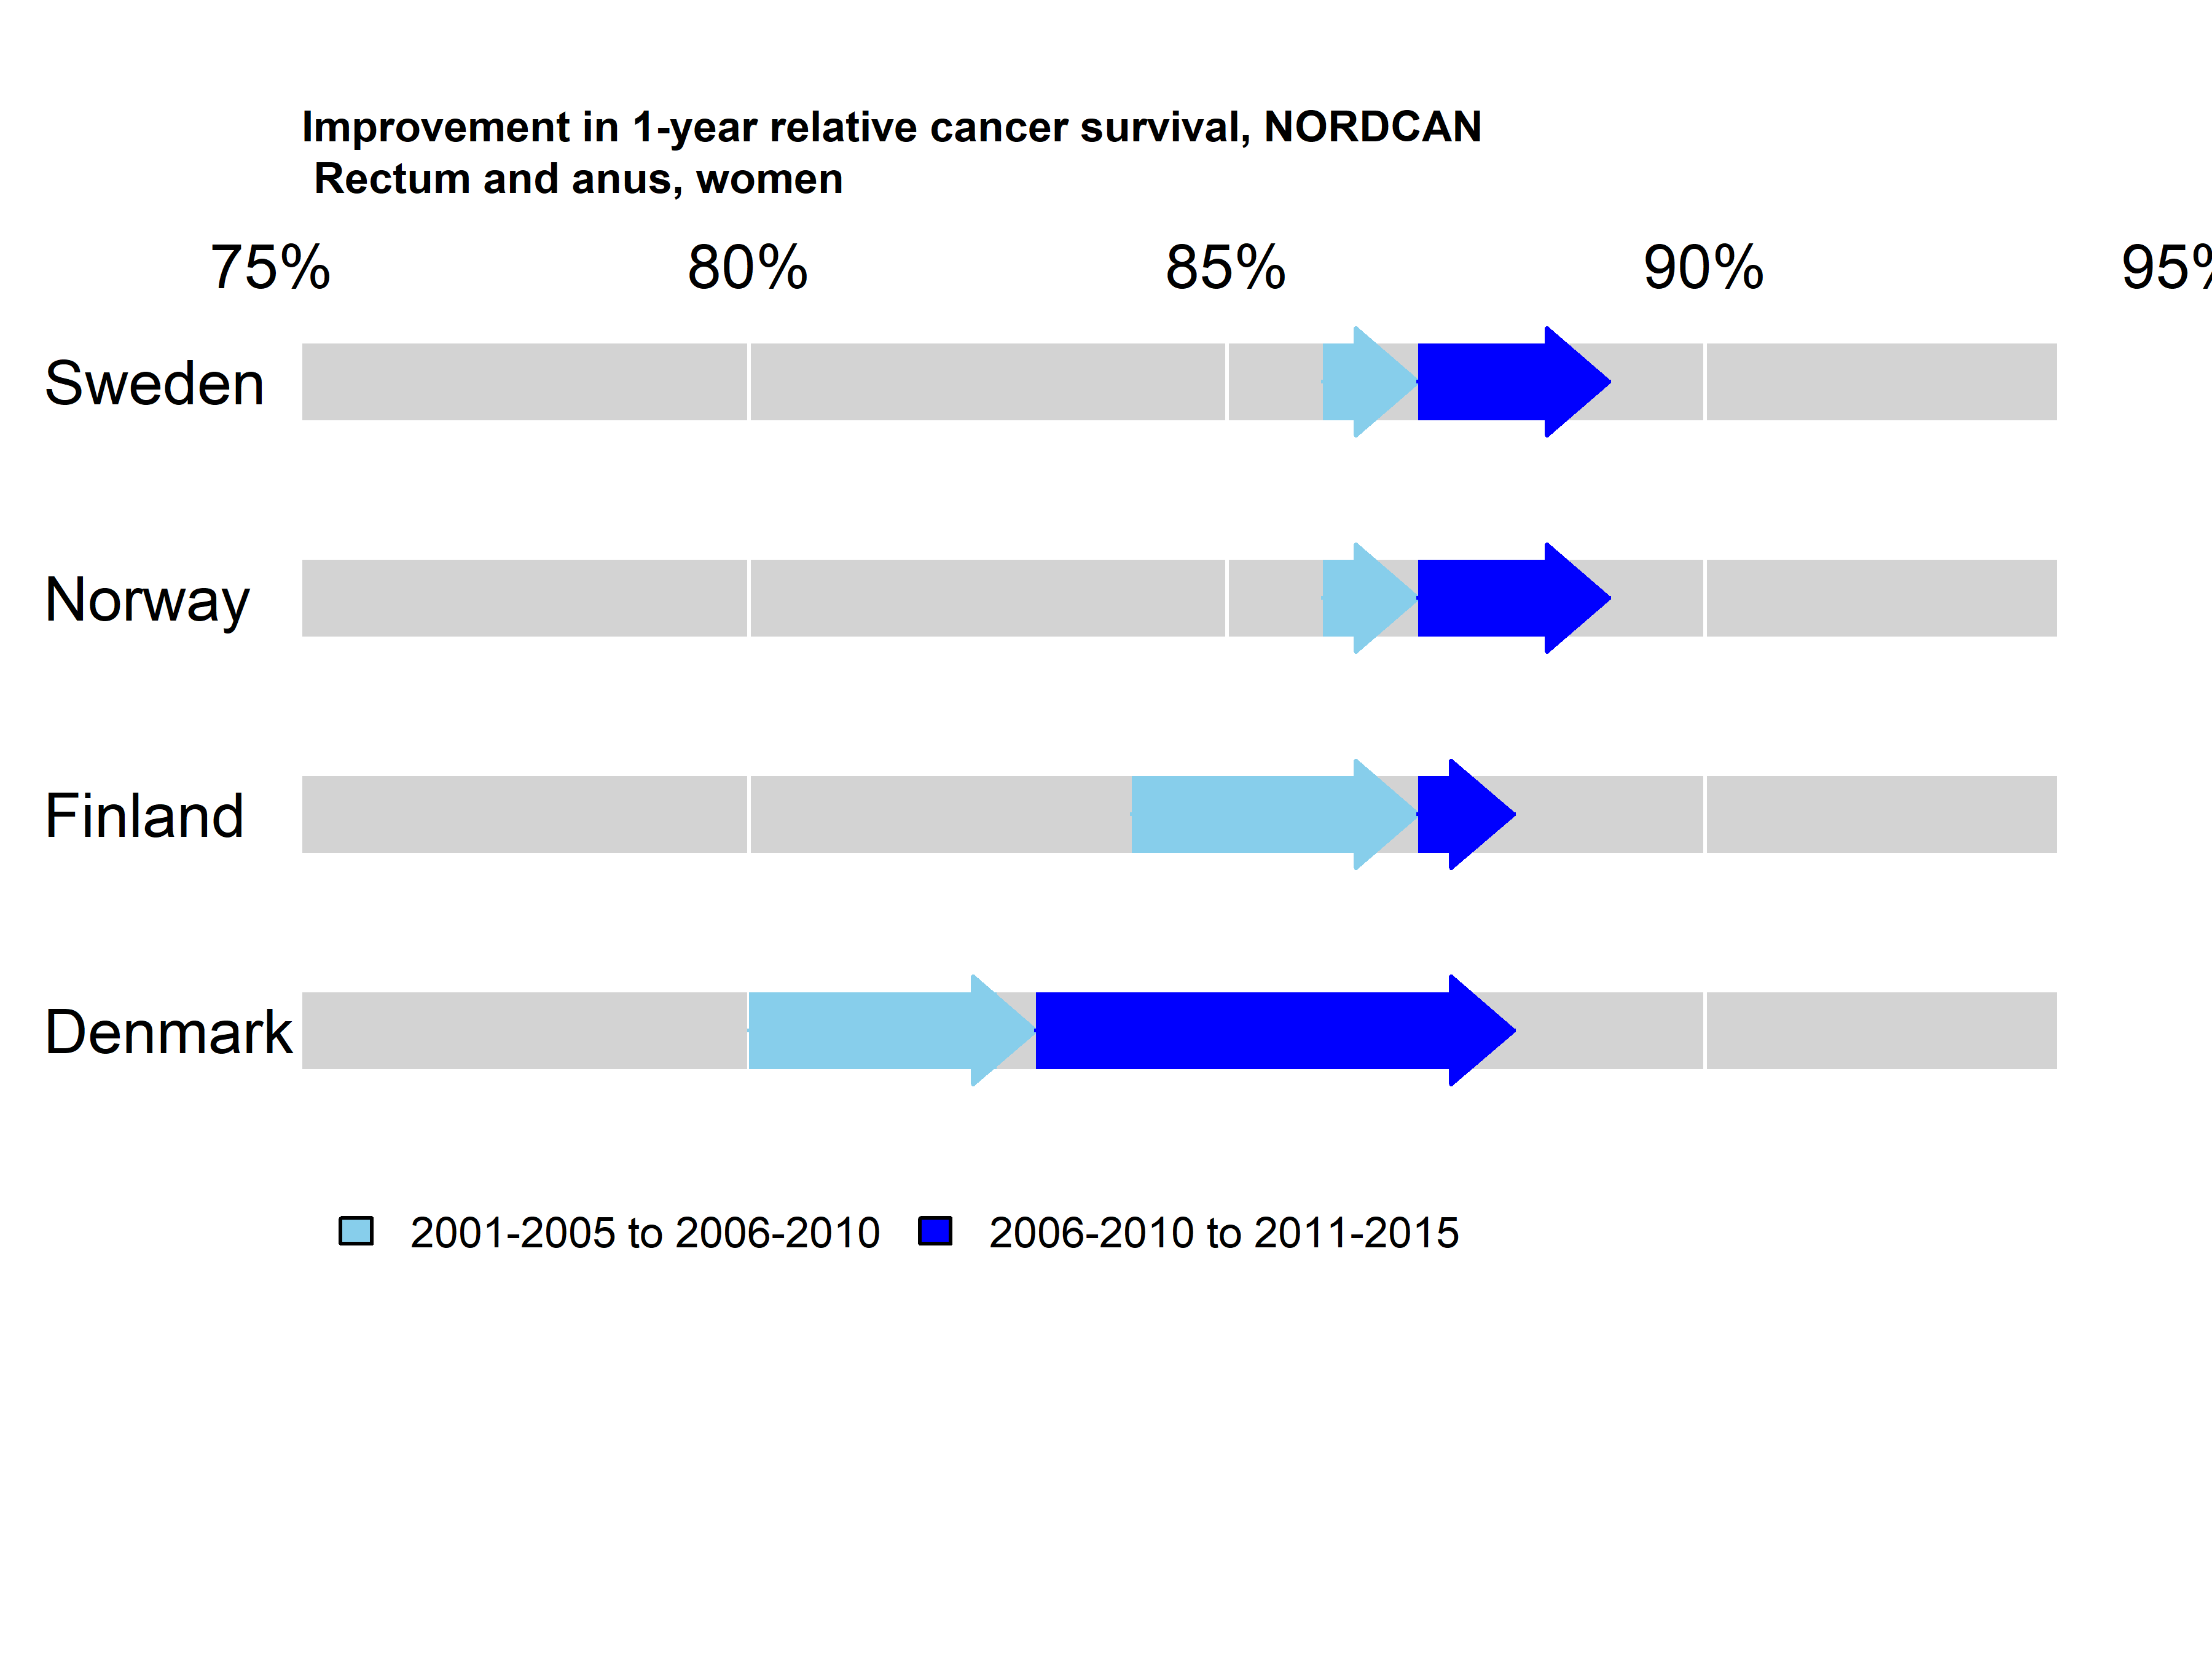 Improvement in 1-year relative cancer survival, NORDCAN
Rectum and anus, women
75% 80% 85% 90% 95%
Sweden
Norway
Finland
Denmark
2001-2005 to 2006-2010 2006-2010 to 2011-2015